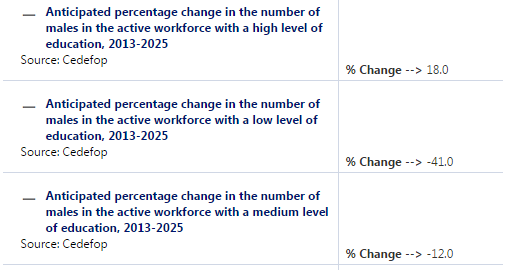 Anticipated percentage change in the number of
males in the active workforce with a high level of
education, 2013-2025
Source: Cedefop
% Change --> 18.0
Anticipated percentage change in the number of
males in the active workforce with a low level of
education, 2013-2025
Source: Cedefop
% Change --> -41.0
Anticipated percentage change in the number of
males in the active workforce with a medium level
of education, 2013-2025
Source: Cedefop
% Change --> -12.0